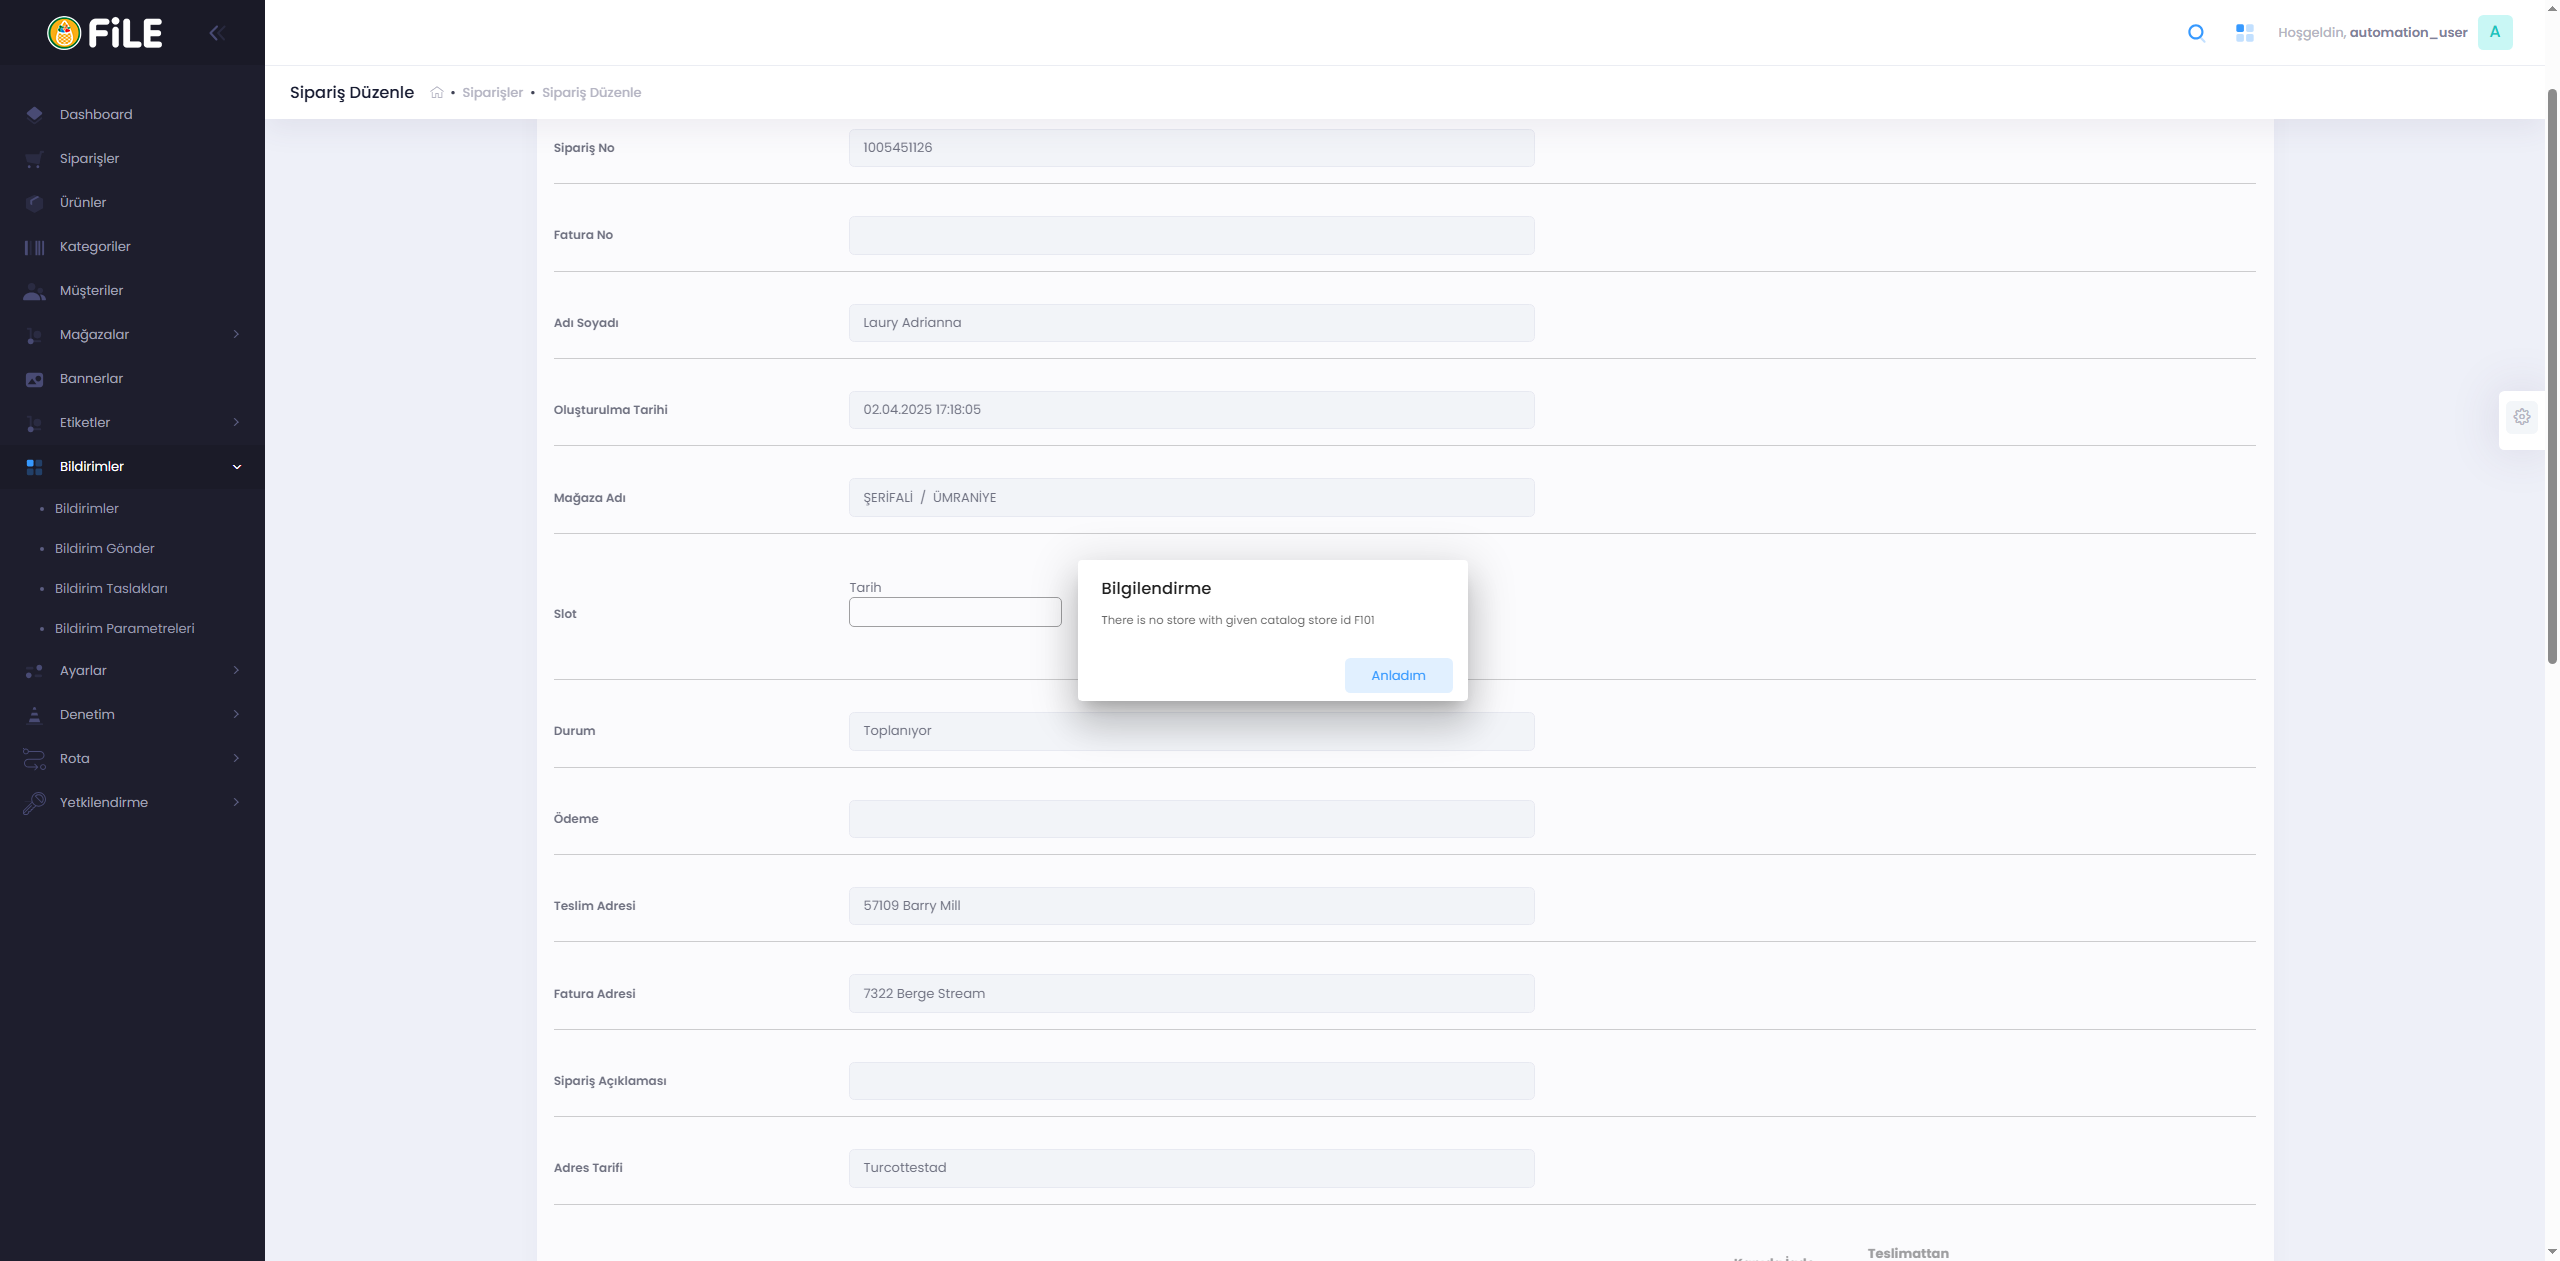 FiLE
Hoşgeldin, automation_user
A
Sipariş Düzenle
• Siparişler • Sipariş Düzenle
Dashboard
Siparişler
Ürünler
Kategoriler
Müşteriler
Mağazalar
Bannerlar
Etiketler
Bildirimler
• Bildirimler
• Bildirim Gönder
• Bildirim Taslakları
• Bildirim Parametreleri
Ayarlar
Denetim
Rota
Yetkilendirme
Sipariş No
1005451126
Fatura No
Adı Soyadı
Laury Adrianna
Oluşturulma Tarihi
02.04.2025 17:18:05
Mağaza Adı
ŞERİFALİ / ÜMRANİYE
Slot
Tarih
Bilgilendirme
There is no store with given catalog store id F101
Anladım
Durum
Toplanıyor
Ödeme
Teslim Adresi
57109 Barry Mill
Fatura Adresi
7322 Berge Stream
Sipariş Açıklaması
Adres Tarifi
Turcottestad
Teslimattan